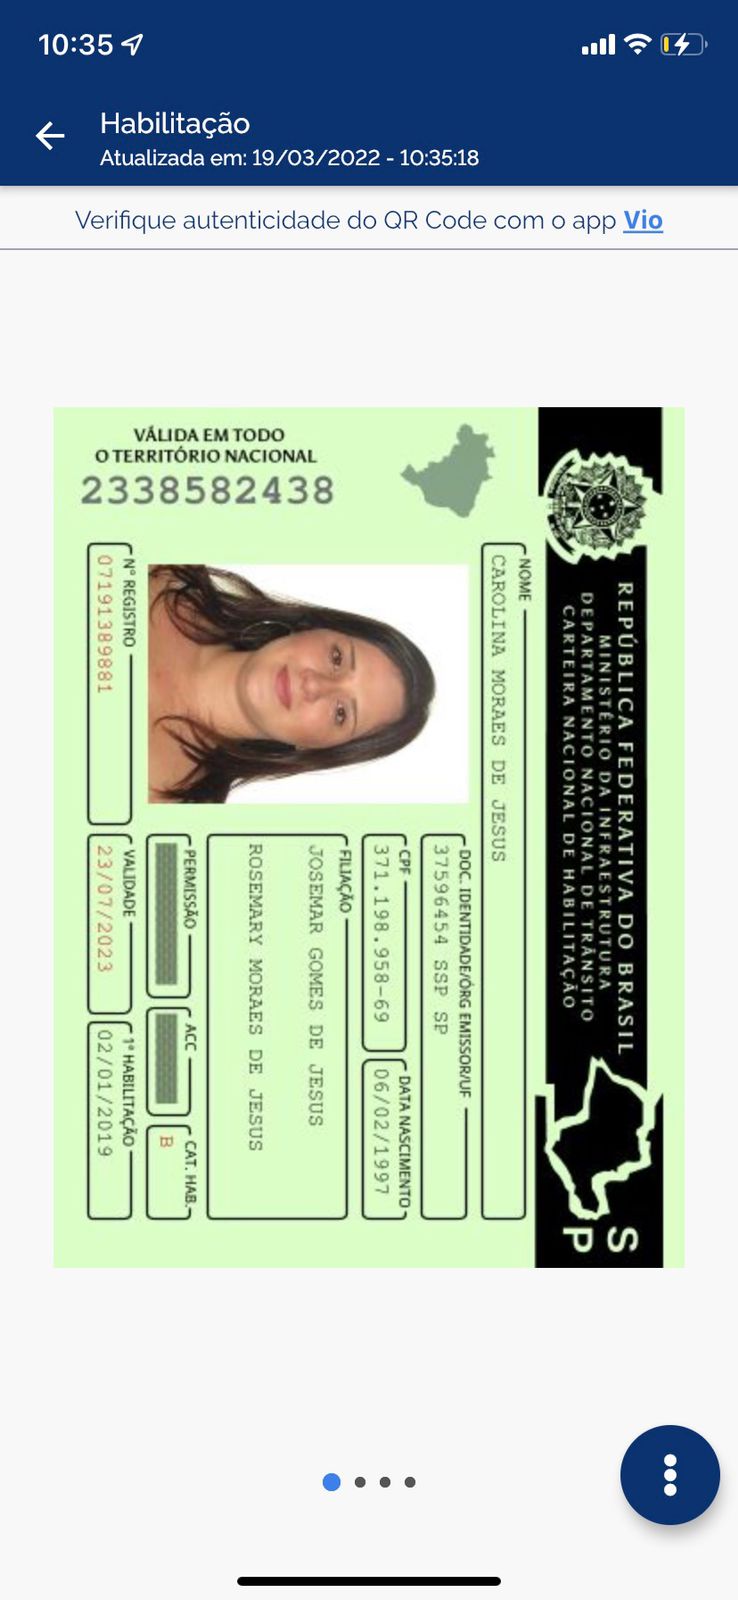 10:35
Habilitação
Atualizada em: 19/03/2022 - 10:35:18
Verifique autenticidade do QR Code com o app Vio
REPÚBLICA FEDERATIVA DO BRASIL
MINISTÉRIO DA INFRAESTRUTURA
DEPARTAMENTO NACIONAL DE TRÂNSITO
CARTEIRA NACIONAL DE HABILITAÇÃO
SP
NOME
CAROLINA MORAES DE JESUS
DOC. IDENTIDADE/ÓRG EMISSOR/UF
37596454 SSP SP
CPF
371.198.958-69
DATA NASCIMENTO
06/02/1997
FILIAÇÃO
JOSEMAR GOMES DE JESUS
ROSEMARY MORAES DE JESUS
PERMISSÃO
ACC
CAT. HAB.
B
Nº REGISTRO
07191389881
VALIDADE
23/07/2023
1ª HABILITAÇÃO
02/01/2019
VÁLIDA EM TODO
O TERRITÓRIO NACIONAL
2338582438